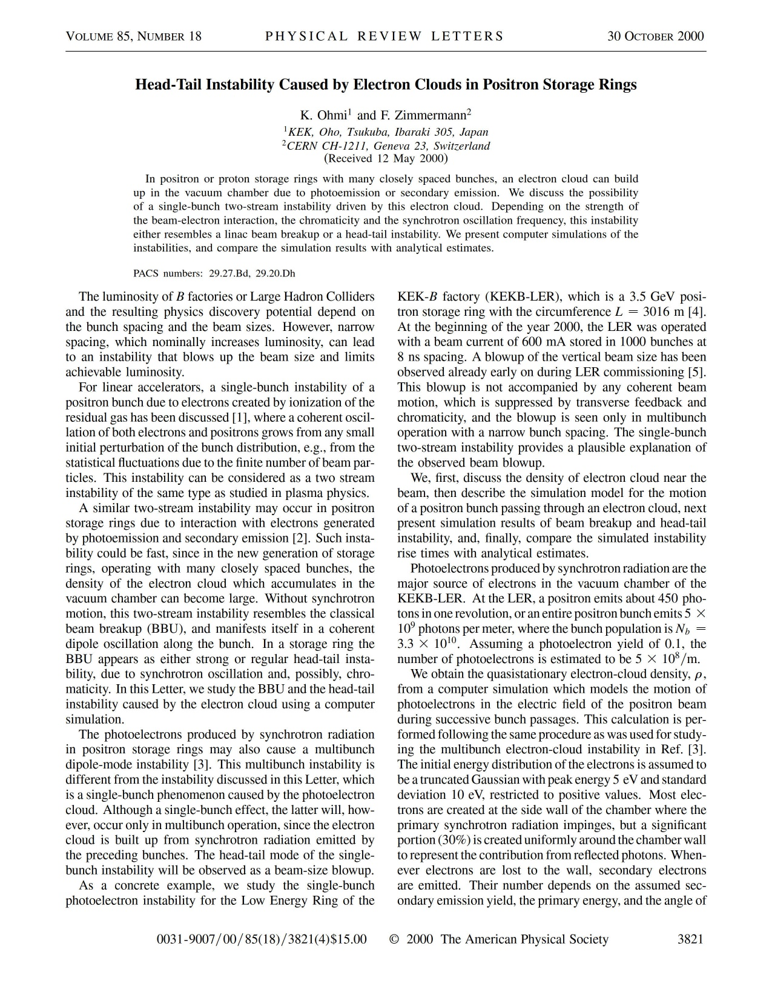 VOLUME 85, NUMBER 18 PHYSICAL REVIEW LETTERS 30 OCTOBER 2000
Head-Tail Instability Caused by Electron Clouds in Positron Storage Rings
K. Ohmi¹ and F. Zimmermann²
¹KEK, Oho, Tsukuba, Ibaraki 305, Japan
²CERN CH-1211, Geneva 23, Switzerland
(Received 12 May 2000)
In positron or proton storage rings with many closely spaced bunches, an electron cloud can build
up in the vacuum chamber due to photoemission or secondary emission. We discuss the possibility
of a single-bunch two-stream instability driven by this electron cloud. Depending on the strength of
the beam-electron interaction, the chromaticity and the synchrotron oscillation frequency, this instability
either resembles a linac beam breakup or a head-tail instability. We present computer simulations of the
instabilities, and compare the simulation results with analytical estimates.
PACS numbers: 29.27.Bd, 29.20.Dh
The luminosity of B factories or Large Hadron Colliders
and the resulting physics discovery potential depend on
the bunch spacing and the beam sizes. However, narrow
spacing, which nominally increases luminosity, can lead
to an instability that blows up the beam size and limits
achievable luminosity.
For linear accelerators, a single-bunch instability of a
positron bunch due to electrons created by ionization of the
residual gas has been discussed [1], where a coherent oscil-
lation of both electrons and positrons grows from any small
initial perturbation of the bunch distribution, e.g., from the
statistical fluctuations due to the finite number of beam par-
ticles. This instability can be considered as a two stream
instability of the same type as studied in plasma physics.
A similar two-stream instability may occur in positron
storage rings due to interaction with electrons generated
by photoemission and secondary emission [2]. Such insta-
bility could be fast, since in the new generation of storage
rings, operating with many closely spaced bunches, the
density of the electron cloud which accumulates in the
vacuum chamber can become large. Without synchrotron
motion, this two-stream instability resembles the classical
beam breakup (BBU), and manifests itself in a coherent
dipole oscillation along the bunch. In a storage ring the
BBU appears as either strong or regular head-tail insta-
bility, due to synchrotron oscillation and, possibly, chro-
maticity. In this Letter, we study the BBU and the head-tail
instability caused by the electron cloud using a computer
simulation.
The photoelectrons produced by synchrotron radiation
in positron storage rings may also cause a multibunch
dipole-mode instability [3]. This multibunch instability is
different from the instability discussed in this Letter, which
is a single-bunch phenomenon caused by the photoelectron
cloud. Although a single-bunch effect, the latter will, how-
ever, occur only in multibunch operation, since the electron
cloud is built up from synchrotron radiation emitted by
the preceding bunches. The head-tail mode of the single-
bunch instability will be observed as a beam-size blowup.
As a concrete example, we study the single-bunch
photoelectron instability for the Low Energy Ring of the
KEK-B factory (KEKB-LER), which is a 3.5 GeV posi-
tron storage ring with the circumference L = 3016 m [4].
At the beginning of the year 2000, the LER was operated
with a beam current of 600 mA stored in 1000 bunches at
8 ns spacing. A blowup of the vertical beam size has been
observed already early on during LER commissioning [5].
This blowup is not accompanied by any coherent beam
motion, which is suppressed by transverse feedback and
chromaticity, and the blowup is seen only in multibunch
operation with a narrow bunch spacing. The single-bunch
two-stream instability provides a plausible explanation of
the observed beam blowup.
We, first, discuss the density of electron cloud near the
beam, then describe the simulation model for the motion
of a positron bunch passing through an electron cloud, next
present simulation results of beam breakup and head-tail
instability, and, finally, compare the simulated instability
rise times with analytical estimates.
Photoelectrons produced by synchrotron radiation are the
major source of electrons in the vacuum chamber of the
KEKB-LER. At the LER, a positron emits about 450 pho-
tons in one revolution, or an entire positron bunch emits 5 ×
10⁹ photons per meter, where the bunch population is N_b =
3.3 × 10¹⁰. Assuming a photoelectron yield of 0.1, the
number of photoelectrons is estimated to be 5 × 10⁸/m.
We obtain the quasistationary electron-cloud density, ρ,
from a computer simulation which models the motion of
photoelectrons in the electric field of the positron beam
during successive bunch passages. This calculation is per-
formed following the same procedure as was used for study-
ing the multibunch electron-cloud instability in Ref. [3].
The initial energy distribution of the electrons is assumed to
be a truncated Gaussian with peak energy 5 eV and standard
deviation 10 eV, restricted to positive values. Most elec-
trons are created at the side wall of the chamber where the
primary synchrotron radiation impinges, but a significant
portion (30%) is created uniformly around the chamber wall
to represent the contribution from reflected photons. When-
ever electrons are lost to the wall, secondary electrons
are emitted. Their number depends on the assumed sec-
ondary emission yield, the primary energy, and the angle of
0031-9007/00/85(18)/3821(4)$15.00 © 2000 The American Physical Society 3821